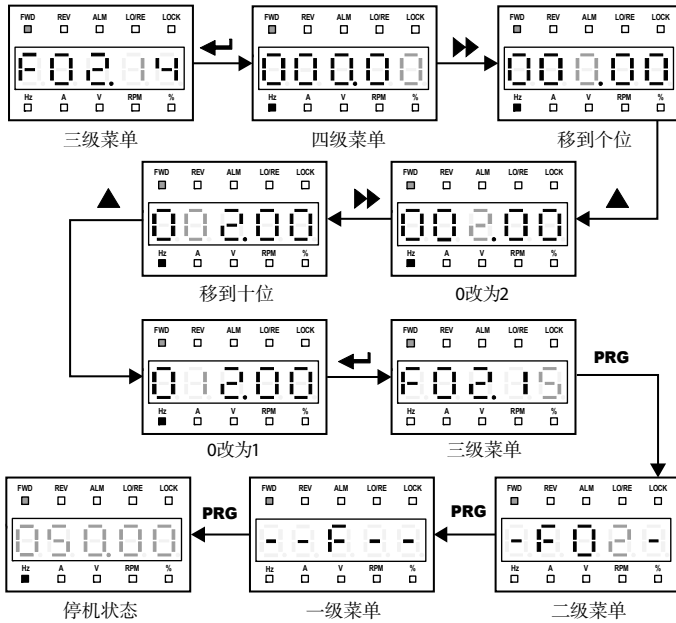 FWD REV ALM LO/RE LOCK
F02.14
Hz A V RPM %
三级菜单
FWD REV ALM LO/RE LOCK
000.00
Hz A V RPM %
四级菜单
FWD REV ALM LO/RE LOCK
000.00
Hz A V RPM %
移到个位
FWD REV ALM LO/RE LOCK
002.00
Hz A V RPM %
移到十位
FWD REV ALM LO/RE LOCK
002.00
Hz A V RPM %
0改为2
FWD REV ALM LO/RE LOCK
012.00
Hz A V RPM %
0改为1
FWD REV ALM LO/RE LOCK
F02.15
Hz A V RPM %
三级菜单
PRG
FWD REV ALM LO/RE LOCK
050.00
Hz A V RPM %
停机状态
PRG
FWD REV ALM LO/RE LOCK
--F--
Hz A V RPM %
一级菜单
PRG
FWD REV ALM LO/RE LOCK
-F02-
Hz A V RPM %
二级菜单